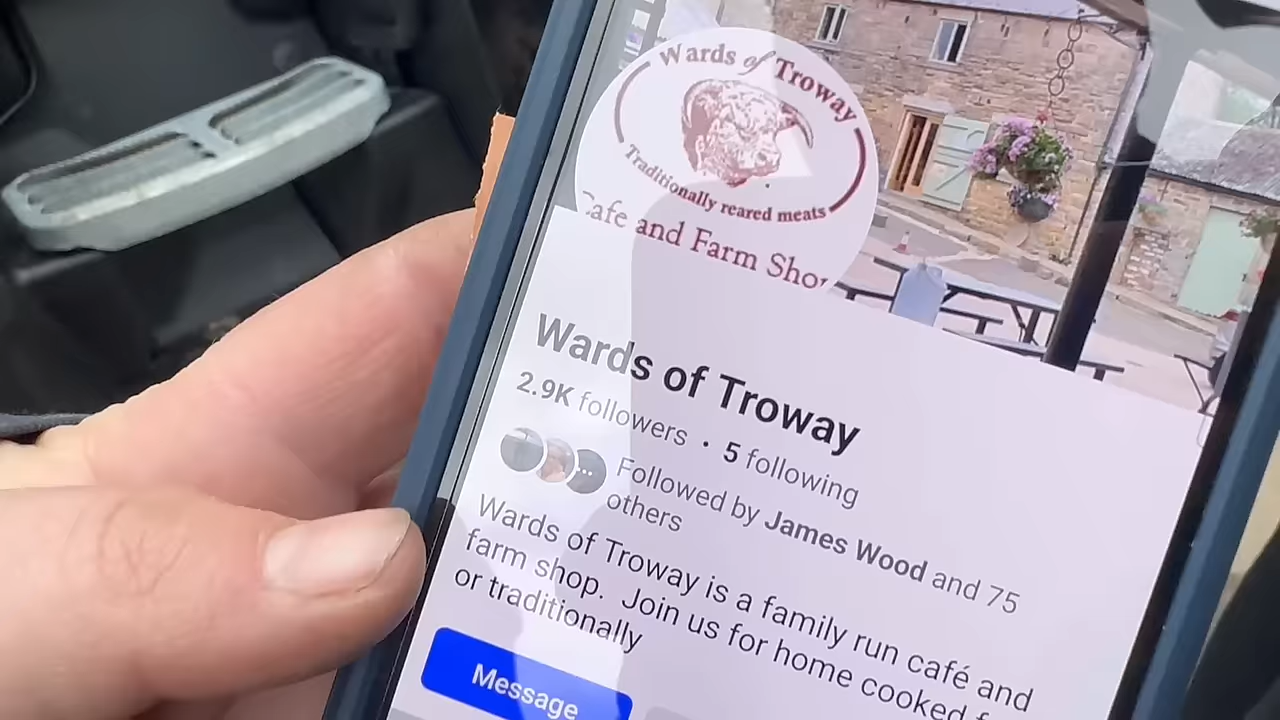 Wards of Troway
Traditionally reared meats
Cafe and Farm Shop
Wards of Troway
2.9K followers · 5 following
Followed by James Wood and 75
others
Wards of Troway is a family run café and
farm shop. Join us for home cooked
or traditionally
Message